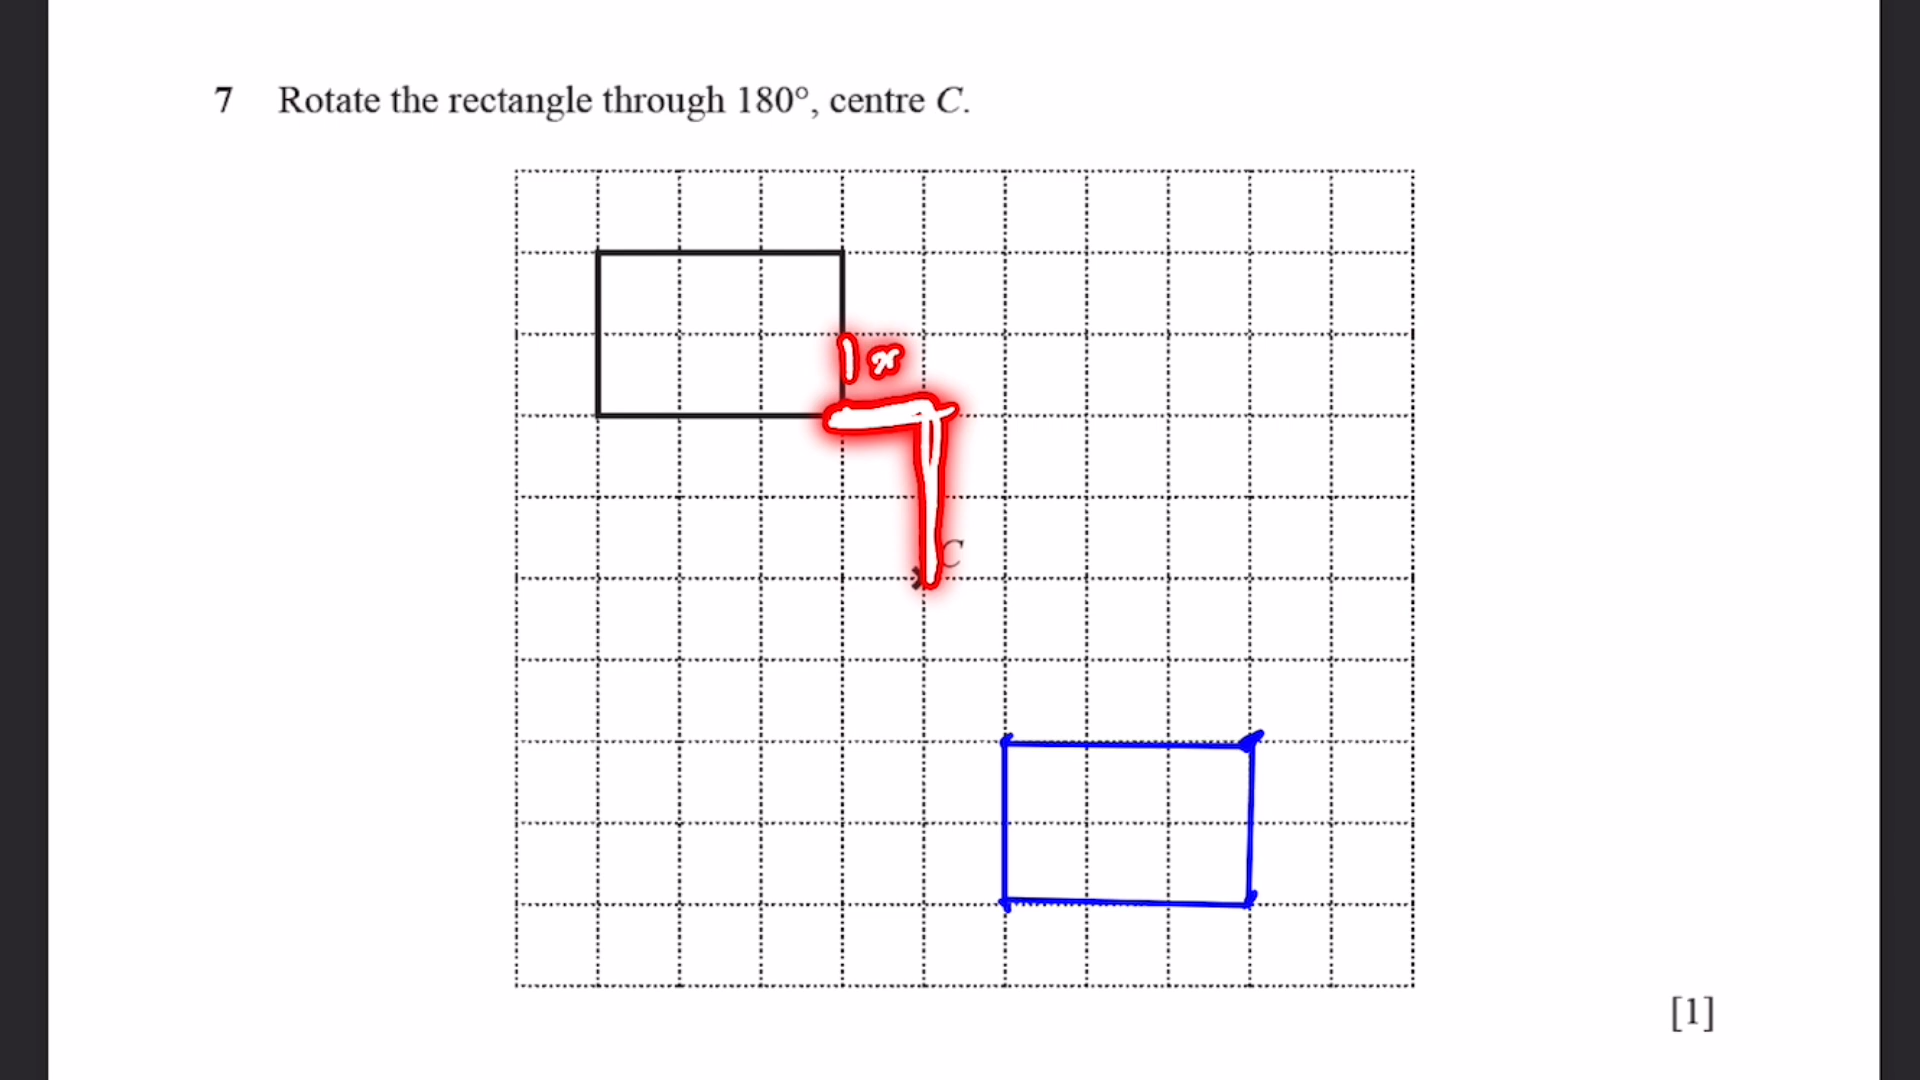 7 Rotate the rectangle through 180°, centre C.
1
C
[1]